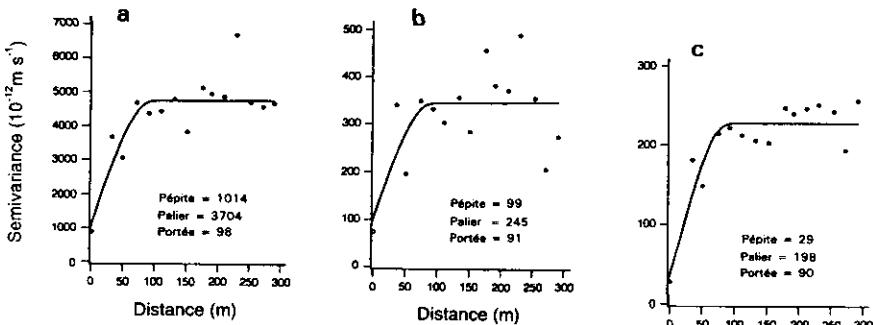 a
Semivariance (10⁻¹²m s⁻¹)
7000
6000
5000
4000
3000
2000
1000
0
Pépite = 1014
Palier = 3704
Portée = 98
0 50 100 150 200 250 300
Distance (m)
b
500
400
300
200
100
0
Pépite = 99
Palier = 245
Portée = 91
0 50 100 150 200 250 300
Distance (m)
c
300
200
100
0
Pépite = 29
Palier = 198
Portée = 90
0 50 100 150 200 250 300